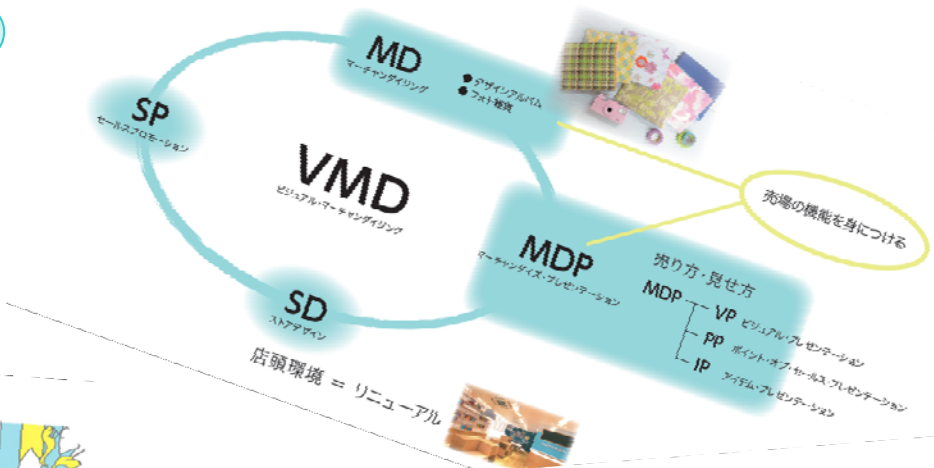 MD
マーチャンダイジング
●デザインアルバム
●フォト雑貨
SP
セールスプロモーション
VMD
ビジュアル・マーチャンダイジング
売場の機能を身につける
MDP
マーチャンダイズ・プレゼンテーション
売り方・見せ方
MDP
VP ビジュアル・プレゼンテーション
PP ポイント・オブ・セールス・プレゼンテーション
IP アイテム・プレゼンテーション
SD
ストアデザイン
店頭環境 = リニューアル